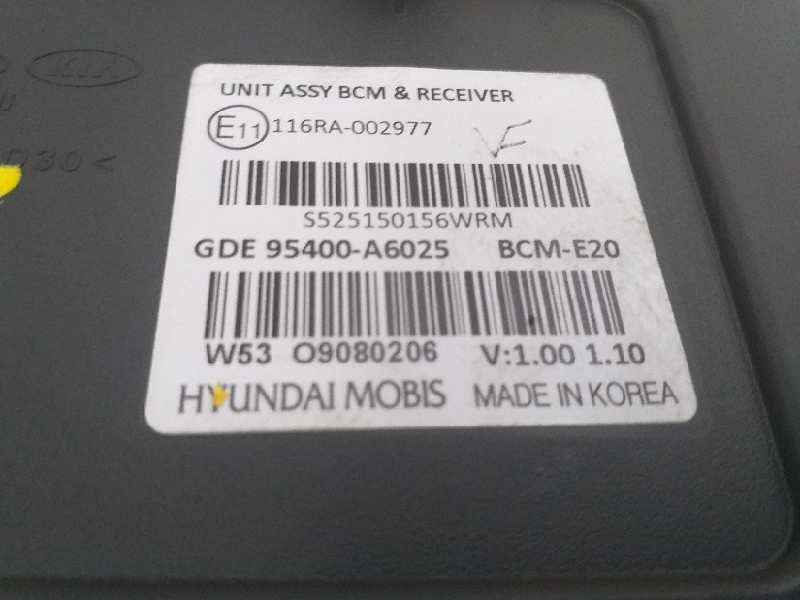 KIA
D30<
UNIT ASSY BCM & RECEIVER
E11 116RA-002977
VF
S525150156WRM
GDE 95400-A6025 BCM-E20
W53 O9080206 V:1.00 1.10
HYUNDAI MOBIS MADE IN KOREA